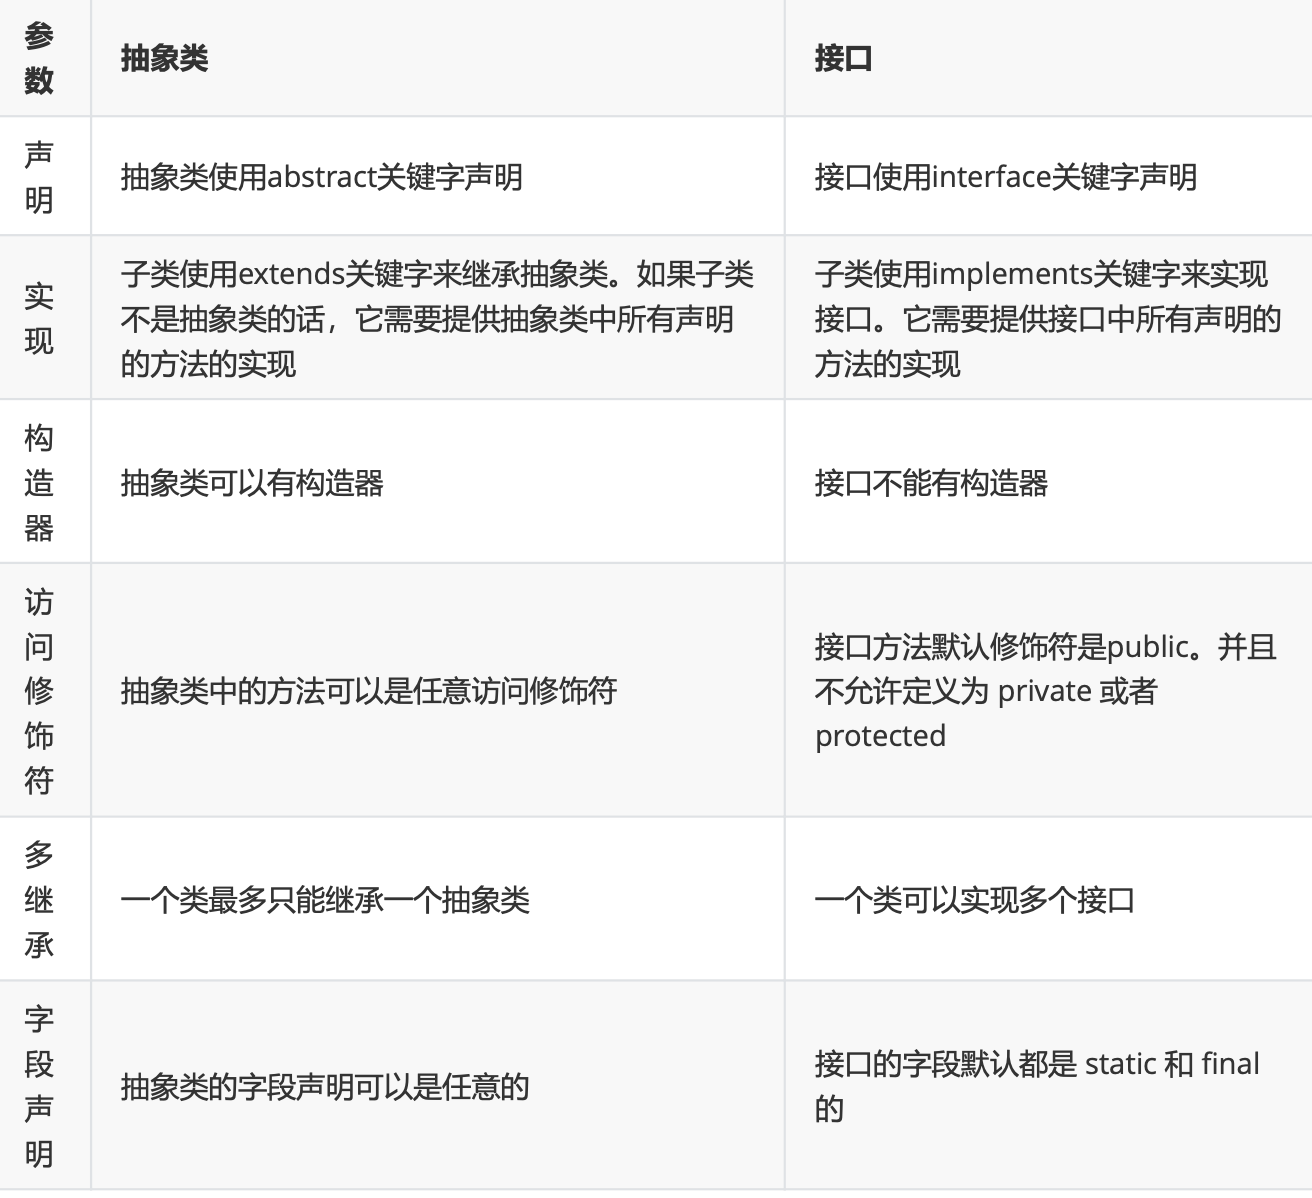 参
数
抽象类
接口
声
明
抽象类使用abstract关键字声明
接口使用interface关键字声明
实
现
子类使用extends关键字来继承抽象类。如果子类
不是抽象类的话，它需要提供抽象类中所有声明
的方法的实现
子类使用implements关键字来实现
接口。它需要提供接口中所有声明的
方法的实现
构
造
器
抽象类可以有构造器
接口不能有构造器
访
问
修
饰
符
抽象类中的方法可以是任意访问修饰符
接口方法默认修饰符是public。并且
不允许定义为 private 或者
protected
多
继
承
一个类最多只能继承一个抽象类
一个类可以实现多个接口
字
段
声
明
抽象类的字段声明可以是任意的
接口的字段默认都是 static 和 final
的